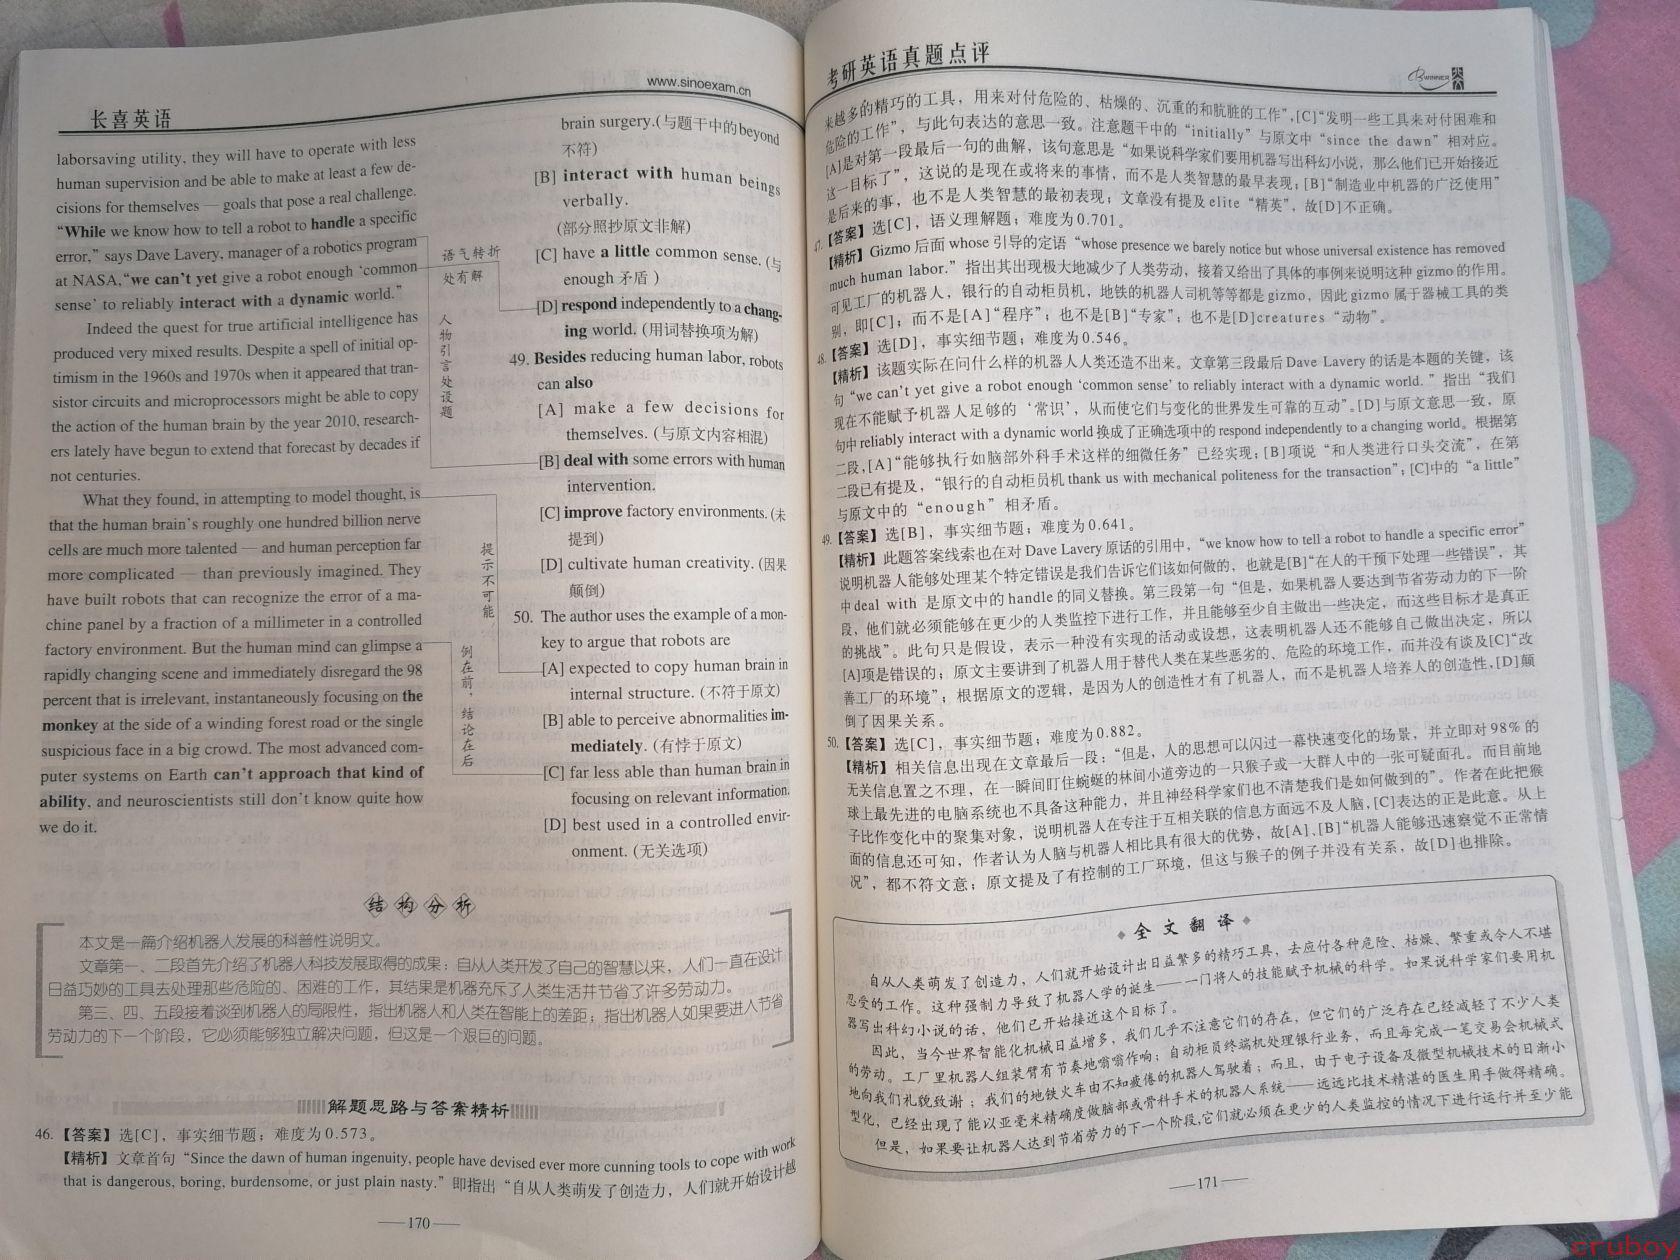 长喜英语
www.sinoexam.cn
laborsaving utility, they will have to operate with less
human supervision and be able to make at least a few de-
cisions for themselves — goals that pose a real challenge.
“While we know how to tell a robot to handle a specific
error,” says Dave Lavery, manager of a robotics program
at NASA,“we can’t yet give a robot enough ‘common
sense’ to reliably interact with a dynamic world.”
Indeed the quest for true artificial intelligence has
produced very mixed results. Despite a spell of initial op-
timism in the 1960s and 1970s when it appeared that tran-
sistor circuits and microprocessors might be able to copy
the action of the human brain by the year 2010, research-
ers lately have begun to extend that forecast by decades if
not centuries.
What they found, in attempting to model thought, is
that the human brain’s roughly one hundred billion nerve
cells are much more talented — and human perception far
more complicated — than previously imagined. They
have built robots that can recognize the error of a ma-
chine panel by a fraction of a millimeter in a controlled
factory environment. But the human mind can glimpse a
rapidly changing scene and immediately disregard the 98
percent that is irrelevant, instantaneously focusing on the
monkey at the side of a winding forest road or the single
suspicious face in a big crowd. The most advanced com-
puter systems on Earth can’t approach that kind of
ability, and neuroscientists still don’t know quite how
we do it.
语气转折
处有解
人物引言处设题
提示不可能
例在前，结论在后
brain surgery.(与题干中的beyond
不符)
[B] interact with human beings
verbally.
(部分照抄原文非解)
[C] have a little common sense. (与
enough 矛盾 )
[D] respond independently to a chang-
ing world. (用词替换项为解)
49. Besides reducing human labor, robots
can also
[A] make a few decisions for
themselves. (与原文内容相混)
[B] deal with some errors with human
intervention.
[C] improve factory environments. (未
提到)
[D] cultivate human creativity. (因果
颠倒)
50. The author uses the example of a mon-
key to argue that robots are
[A] expected to copy human brain in
internal structure. (不符于原文)
[B] able to perceive abnormalities im-
mediately. (有悖于原文)
[C] far less able than human brain in
focusing on relevant information.
[D] best used in a controlled envir-
onment. (无关选项)
结构分析
本文是一篇介绍机器人发展的科普性说明文。
文章第一、二段首先介绍了机器人科技发展取得的成果：自从人类开发了自己的智慧以来，人们一直在设计
日益巧妙的工具去处理那些危险的、困难的工作，其结果是机器充斥了人类生活并节省了许多劳动力。
第三、四、五段接着谈到机器人的局限性，指出机器人和人类在智能上的差距；指出机器人如果要进入节省
劳动力的下一个阶段，它必须能够独立解决问题，但这是一个艰巨的问题。
解题思路与答案精析
46. 【答案】选[C]，事实细节题；难度为0.573。
【精析】文章首句“Since the dawn of human ingenuity, people have devised ever more cunning tools to cope with work
that is dangerous, boring, burdensome, or just plain nasty.”即指出“自从人类萌发了创造力，人们就开始设计越
—170—
考研英语真题点评
WINNER
来越多的精巧的工具，用来对付危险的、枯燥的、沉重的和肮脏的工作”,[C]“发明一些工具来对付困难和
危险的工作”，与此句表达的意思一致。注意题干中的“initially”与原文中“since the dawn”相对应。
[A]是对第一段最后一句的曲解，该句意思是“如果说科学家们要用机器写出科幻小说，那么他们已开始接近
这一目标了”，这说的是现在或将来的事情，而不是人类智慧的最早表现；[B]“制造业中机器的广泛使用”
是后来的事，也不是人类智慧的最初表现；文章没有提及elite“精英”，故[D]不正确。
47. 【答案】选[C]，语义理解题；难度为0.701。
【精析】Gizmo 后面 whose 引导的定语“whose presence we barely notice but whose universal existence has removed
much human labor.”指出其出现极大地减少了人类劳动，接着又给出了具体的事例来说明这种 gizmo 的作用。
可见工厂的机器人，银行的自动柜员机，地铁的机器人司机等等都是 gizmo，因此 gizmo 属于器械工具的类
别，即[C]；而不是[A]“程序”；也不是[B]“专家”；也不是[D]creatures“动物”。
48. 【答案】选[D]，事实细节题；难度为0.546。
【精析】该题实际在问什么样的机器人人类还造不出来。文章第三段最后 Dave Lavery 的话是本题的关键，该
句“we can’t yet give a robot enough ‘common sense’ to reliably interact with a dynamic world. ”指出“我们
现在不能赋予机器人足够的‘常识’，从而使它们与变化的世界发生可靠的互动”。[D]与原文意思一致，原
句中 reliably interact with a dynamic world 换成了正确选项中的 respond independently to a changing world。根据第
二段,[A]“能够执行如脑部外科手术这样的细微任务”已经实现；[B]项说“和人类进行口头交流”，在第
二段已有提及，“银行的自动柜员机 thank us with mechanical politeness for the transaction”；[C]中的“a little”
与原文中的“enough”相矛盾。
49. 【答案】选[B]，事实细节题；难度为0.641。
【精析】此题答案线索也在对 Dave Lavery 原话的引用中，“we know how to tell a robot to handle a specific error”
说明机器人能够处理某个特定错误是我们告诉它们该如何做的，也就是[B]“在人的干预下处理一些错误”，其
中 deal with 是原文中的 handle 的同义替换。第三段第一句“但是，如果机器人要达到节省劳动力的下一阶
段，他们就必须能够在更少的人类监控下进行工作，并且能够至少自主做出一些决定，而这些目标才是真正
的挑战”。此句只是假设，表示一种没有实现的活动或设想，这表明机器人还不能够自己做出决定，所以
[A]项是错误的；原文主要讲到了机器人用于替代人类在某些恶劣的、危险的环境工作，而并没有谈及[C]“改
善工厂的环境”；根据原文的逻辑，是因为人的创造性才有了机器人，而不是机器人培养人的创造性,[D]颠
倒了因果关系。
50. 【答案】选[C]，事实细节题；难度为0.882。
【精析】相关信息出现在文章最后一段：“但是，人的思想可以闪过一幕快速变化的场景，并立即对98%的
无关信息置之不理，在一瞬间盯住蜿蜒的林间小道旁边的一只猴子或一大群人中的一张可疑面孔。而目前地
球上最先进的电脑系统也不具备这种能力，并且神经科学家们也不清楚我们是如何做到的”。作者在此把猴
子比作变化中的聚集对象，说明机器人在专注于互相关联的信息方面远不及人脑,[C]表达的正是此意。从上
面的信息还可知，作者认为人脑与机器人相比具有很大的优势，故[A]、[B]“机器人能够迅速察觉不正常情
况”，都不符文意；原文提及了有控制的工厂环境，但这与猴子的例子并没有关系，故[D]也排除。
全文翻译
自从人类萌发了创造力，人们就开始设计出日益繁多的精巧工具，去应付各种危险、枯燥、繁重或令人不堪
忍受的工作。这种强制力导致了机器人学的诞生——一门将人的技能赋予机械的科学。如果说科学家们要用机
器写出科幻小说的话，他们已开始接近这个目标了。
因此，当今世界智能化机械日益增多，我们几乎不注意它们的存在，但它们的广泛存在已经减轻了不少人类
的劳动。工厂里机器人组装臂有节奏地嗡嗡作响；自动柜员终端机处理银行业务，而且每完成一笔交易会机械式
地向我们礼貌致谢；我们的地铁火车由不知疲倦的机器人驾驶着；而且，由于电子设备及微型机械技术的日渐小
型化，已经出现了能以亚毫米精确度做脑部或骨科手术的机器人系统——远远比技术精湛的医生用手做得精确。
但是，如果要让机器人达到节省劳力的下一个阶段,它们就必须在更少的人类监控的情况下进行运行并至少能
—171—
cruboy